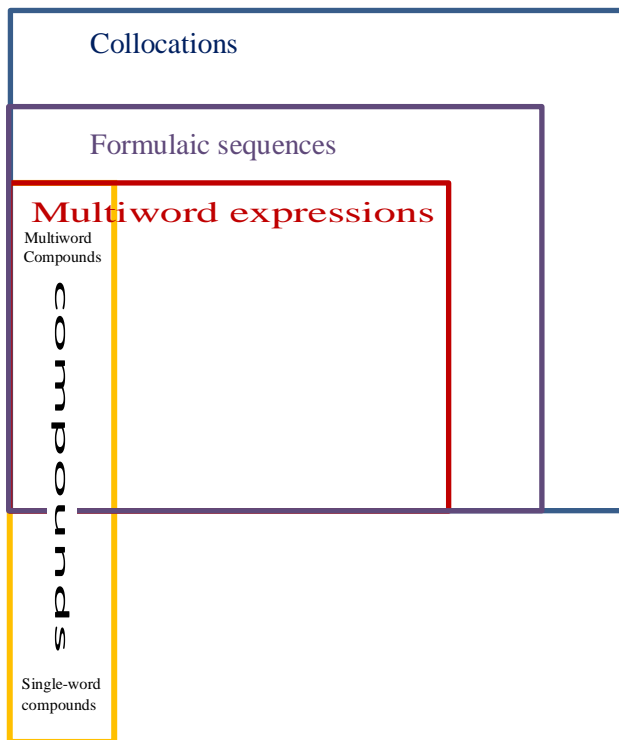 Collocations
Formulaic sequences
Multiword expressions
Multiword
Compounds
compounds
Single-word
compounds